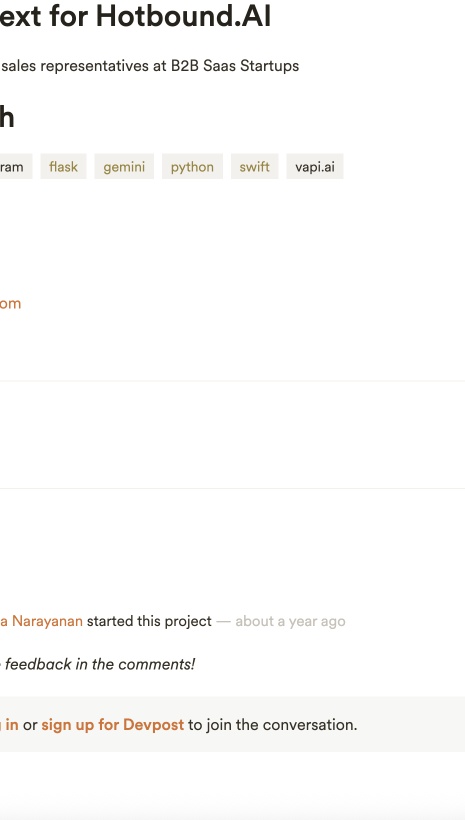 ext for Hotbound.AI
sales representatives at B2B Saas Startups
h
ram flask gemini python swift vapi.ai
om
a Narayanan started this project — about a year ago
feedback in the comments!
in or sign up for Devpost to join the conversation.